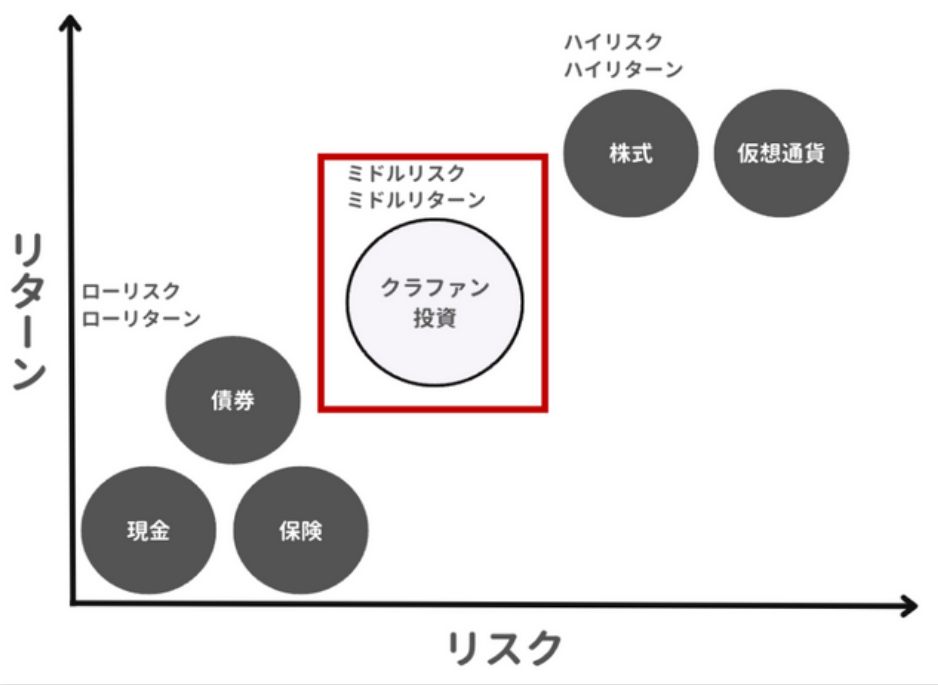 ハイリスク
ハイリターン
株式
仮想通貨
ミドルリスク
ミドルリターン
クラファン
投資
リターン
ローリスク
ローリターン
債券
現金
保険
リスク